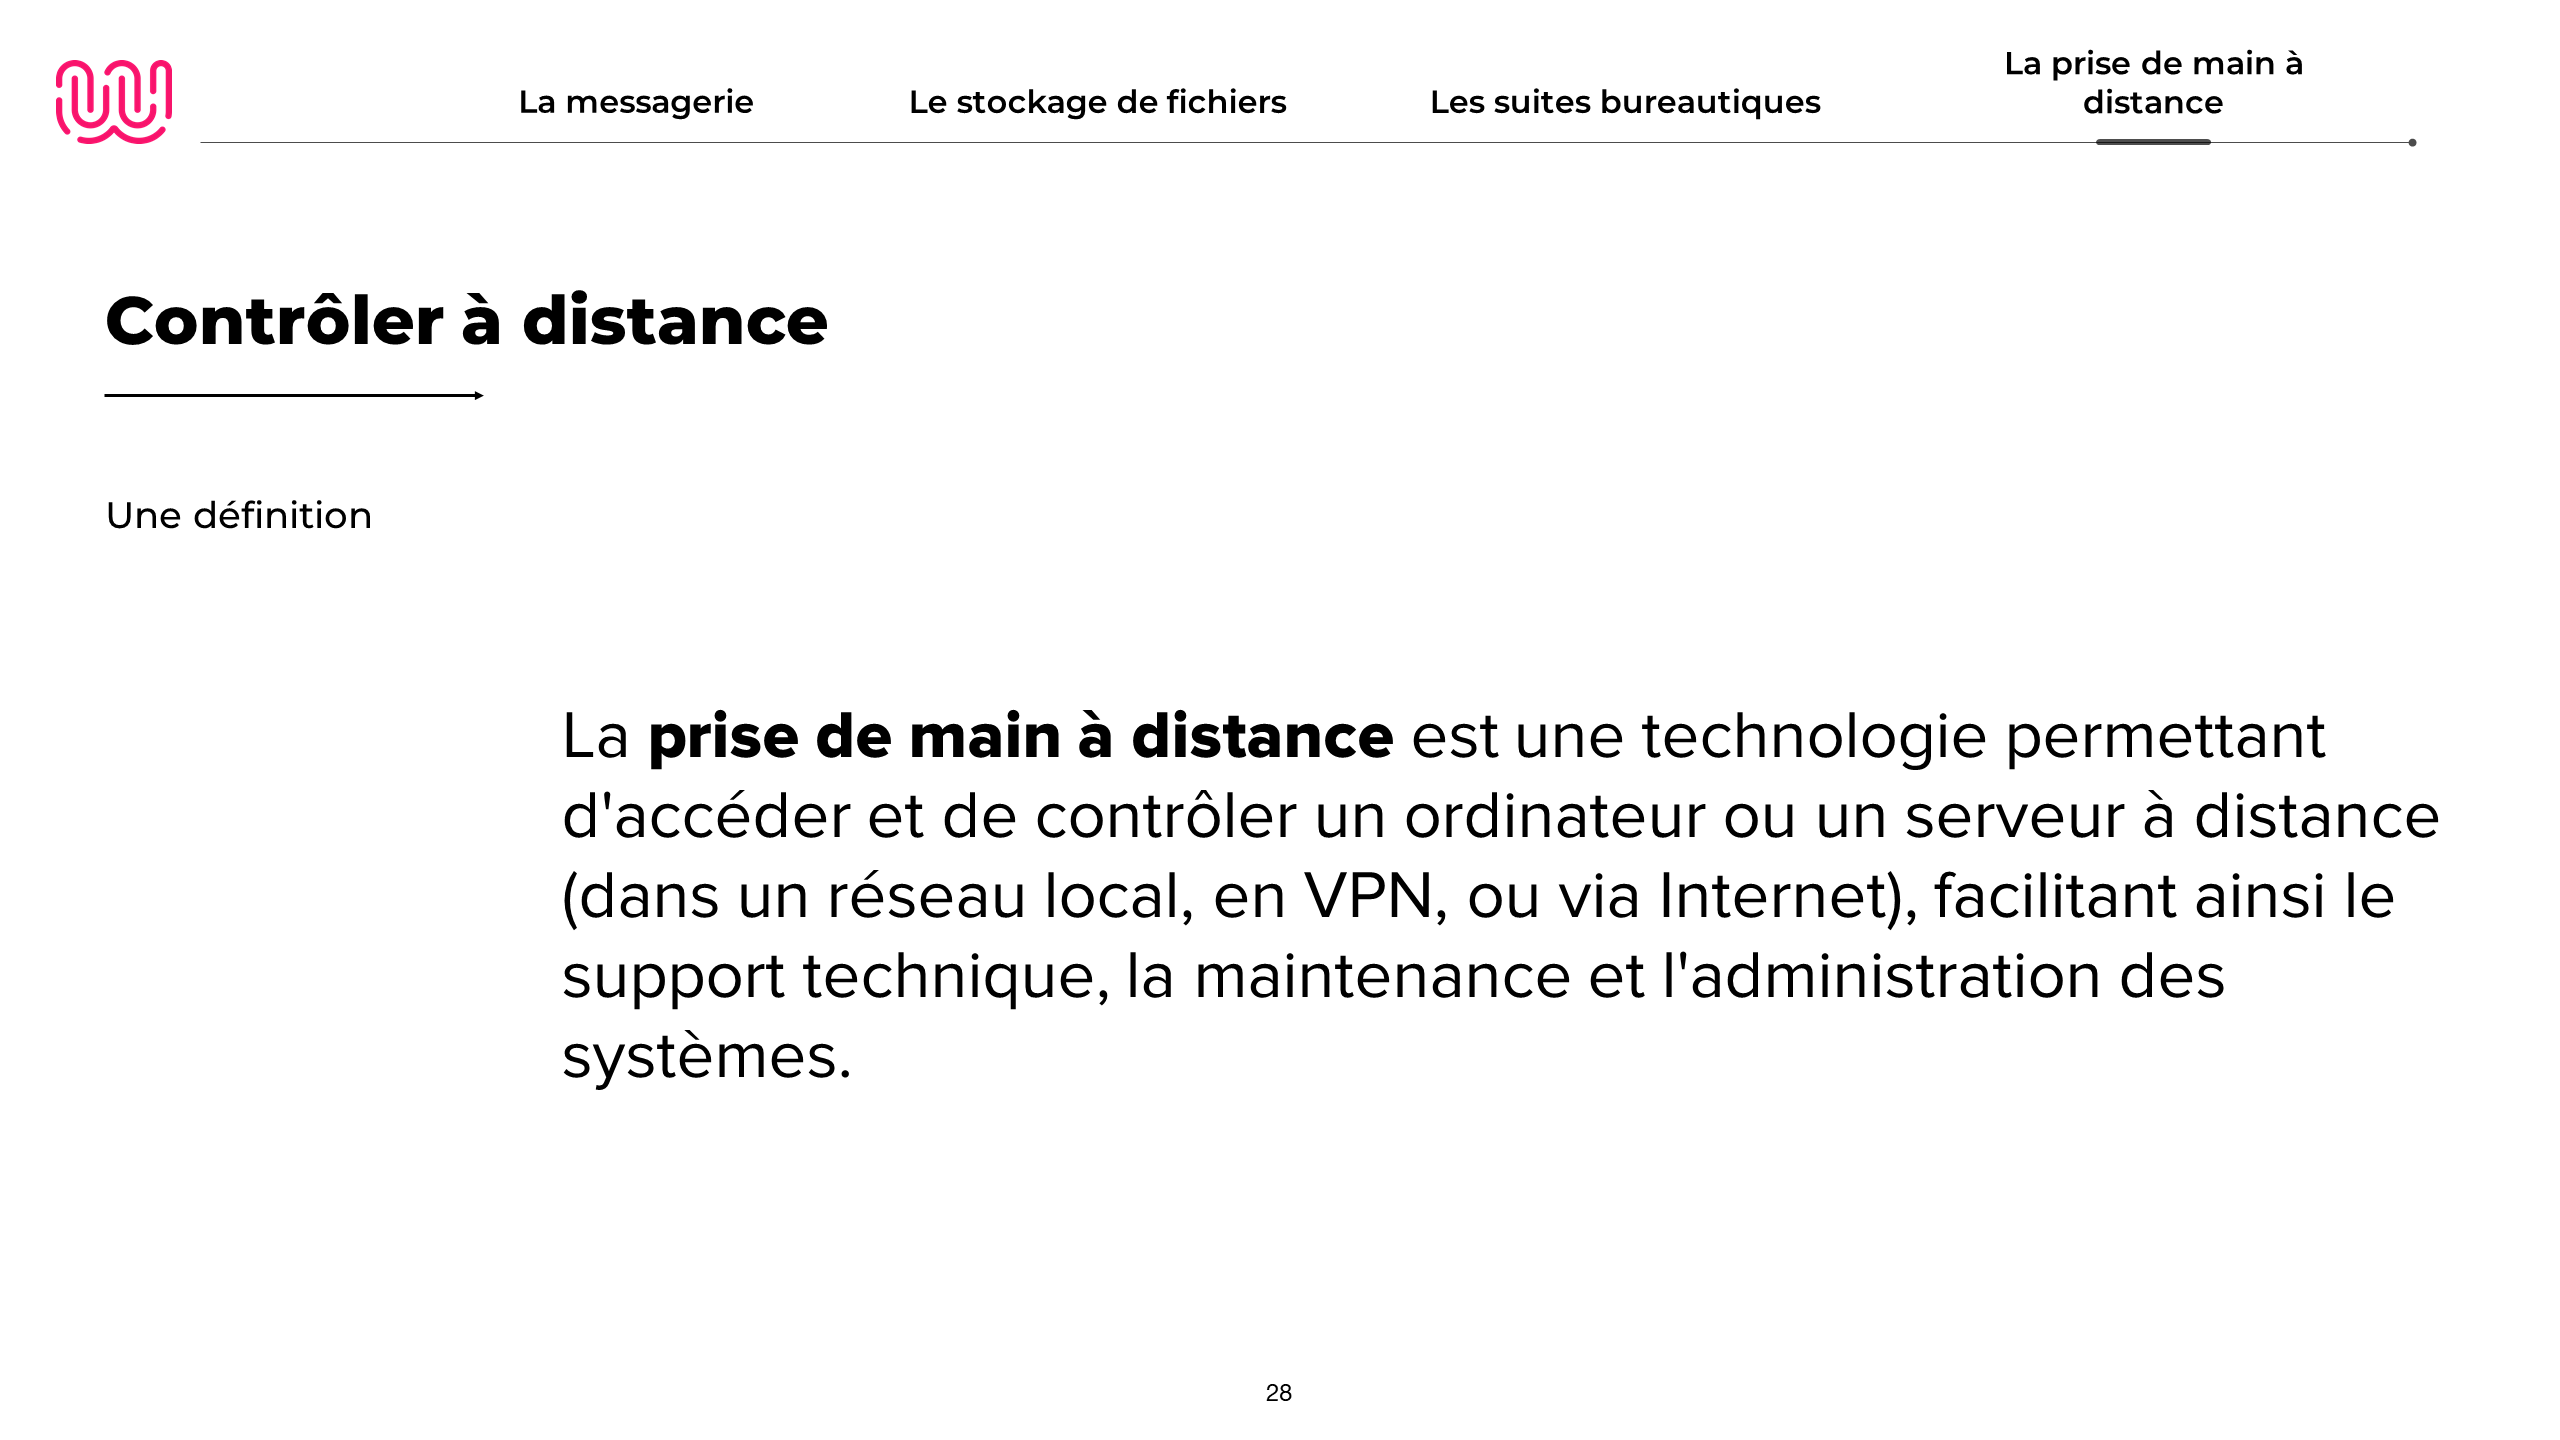 La messagerie
Le stockage de fichiers
Les suites bureautiques
La prise de main à
distance
Contrôler à distance
Une définition
La prise de main à distance est une technologie permettant
d'accéder et de contrôler un ordinateur ou un serveur à distance
(dans un réseau local, en VPN, ou via Internet), facilitant ainsi le
support technique, la maintenance et l'administration des
systèmes.
28